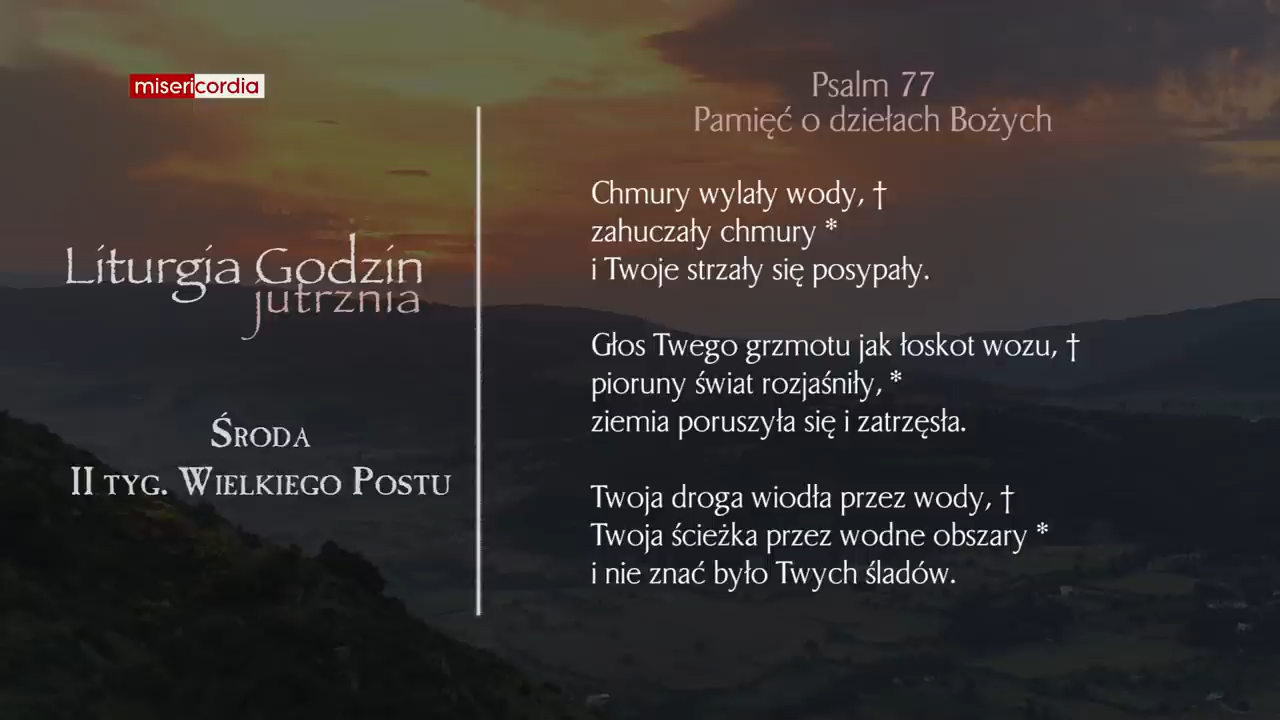 misericordia
Liturgia Godzin
jutrznia
Środa
II tyg. Wielkiego Postu
Psalm 77
Pamięć o dziełach Bożych
Chmury wylały wody, †
zahuczały chmury *
i Twoje strzały się posypały.
Głos Twego grzmotu jak łoskot wozu, †
pioruny świat rozjaśniły, *
ziemia poruszyła się i zatrzęsła.
Twoja droga wiodła przez wody, †
Twoja ścieżka przez wodne obszary *
i nie znać było Twych śladów.